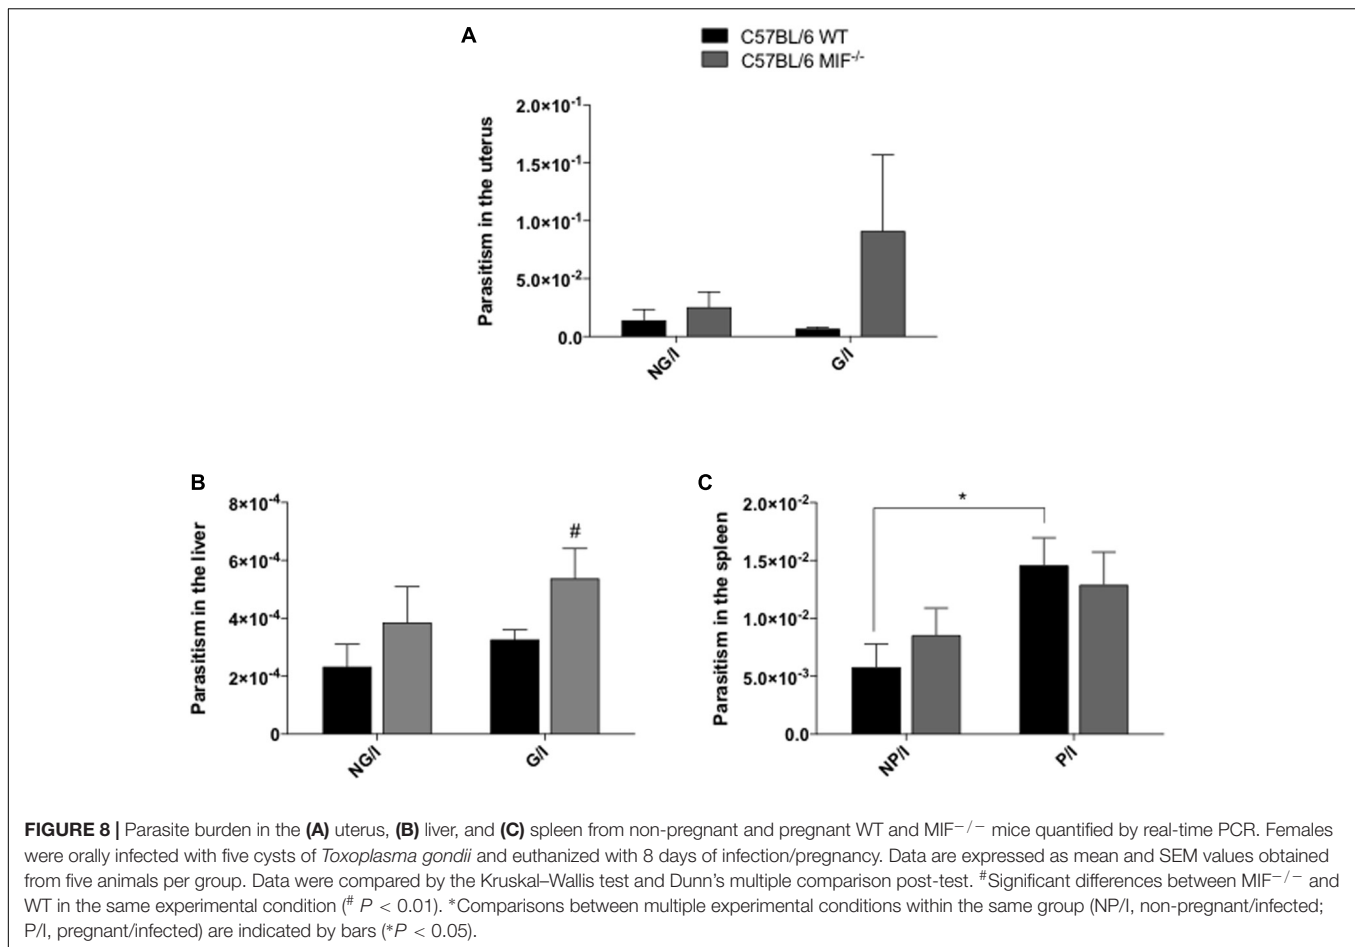 A
C57BL/6 WT
C57BL/6 MIF-/-
Parasitism in the uterus
2.0×10-1
1.5×10-1
1.0×10-1
5.0×10-2
0.0
NG/I
G/I
B
Parasitism in the liver
8×10-4
6×10-4
4×10-4
2×10-4
0
#
NG/I
G/I
C
Parasitism in the spleen
2.0×10-2
1.5×10-2
1.0×10-2
5.0×10-3
0.0
*
NP/I
P/I
FIGURE 8 | Parasite burden in the (A) uterus, (B) liver, and (C) spleen from non-pregnant and pregnant WT and MIF−/− mice quantified by real-time PCR. Females
were orally infected with five cysts of Toxoplasma gondii and euthanized with 8 days of infection/pregnancy. Data are expressed as mean and SEM values obtained
from five animals per group. Data were compared by the Kruskal–Wallis test and Dunn's multiple comparison post-test. #Significant differences between MIF−/− and
WT in the same experimental condition (# P < 0.01). *Comparisons between multiple experimental conditions within the same group (NP/I, non-pregnant/infected;
P/I, pregnant/infected) are indicated by bars (*P < 0.05).